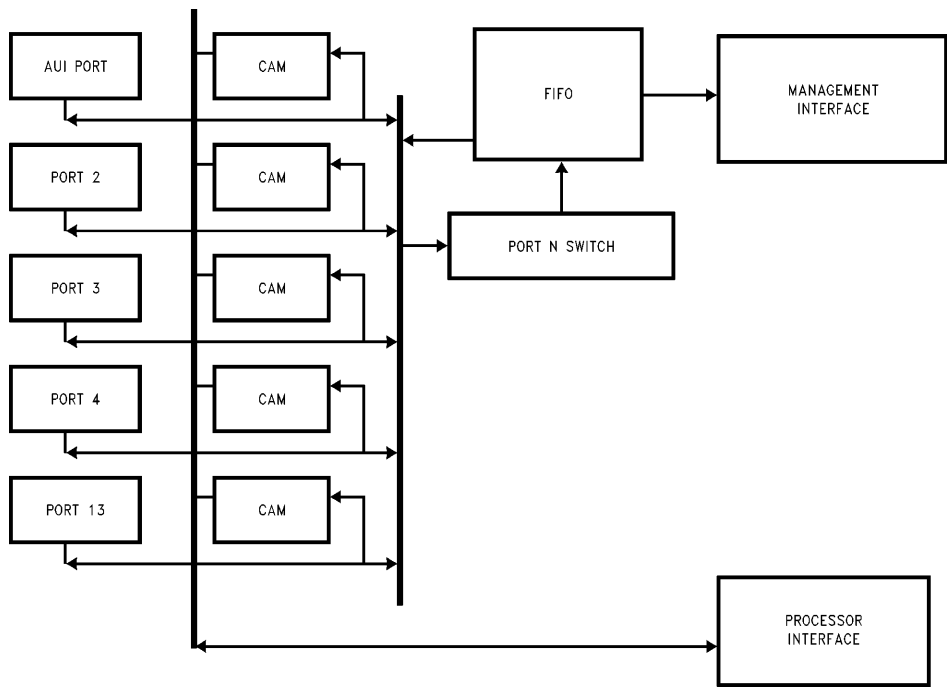 AUI PORT
CAM
FIFO
MANAGEMENT
INTERFACE
PORT 2
CAM
PORT N SWITCH
PORT 3
CAM
PORT 4
CAM
PORT 13
CAM
PROCESSOR
INTERFACE